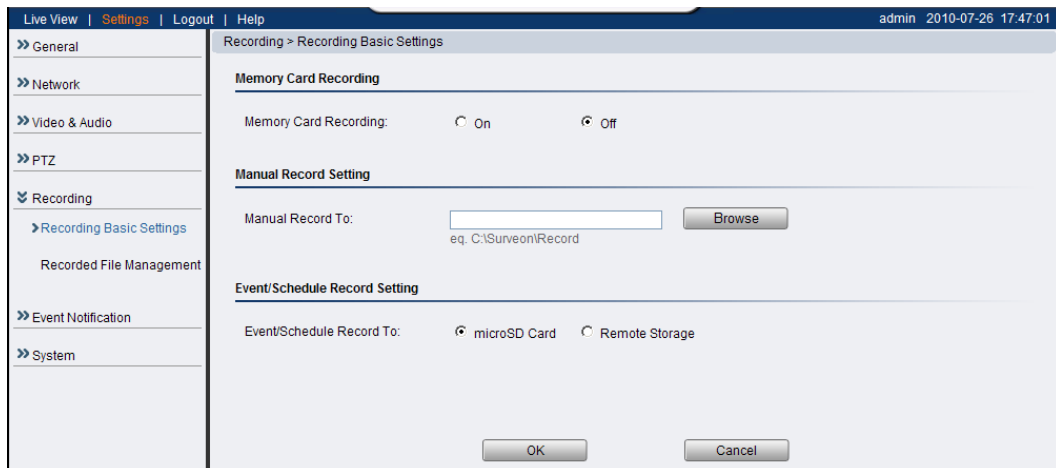 Live View | Settings | Logout | Help
admin 2010-07-26 17:47:01
General
Network
Video & Audio
PTZ
Recording
Recording Basic Settings
Recorded File Management
Event Notification
System
Recording > Recording Basic Settings
Memory Card Recording
Memory Card Recording: On Off
Manual Record Setting
Manual Record To: Browse
eq. C:\Surveon\Record
Event/Schedule Record Setting
Event/Schedule Record To: microSD Card Remote Storage
OK Cancel